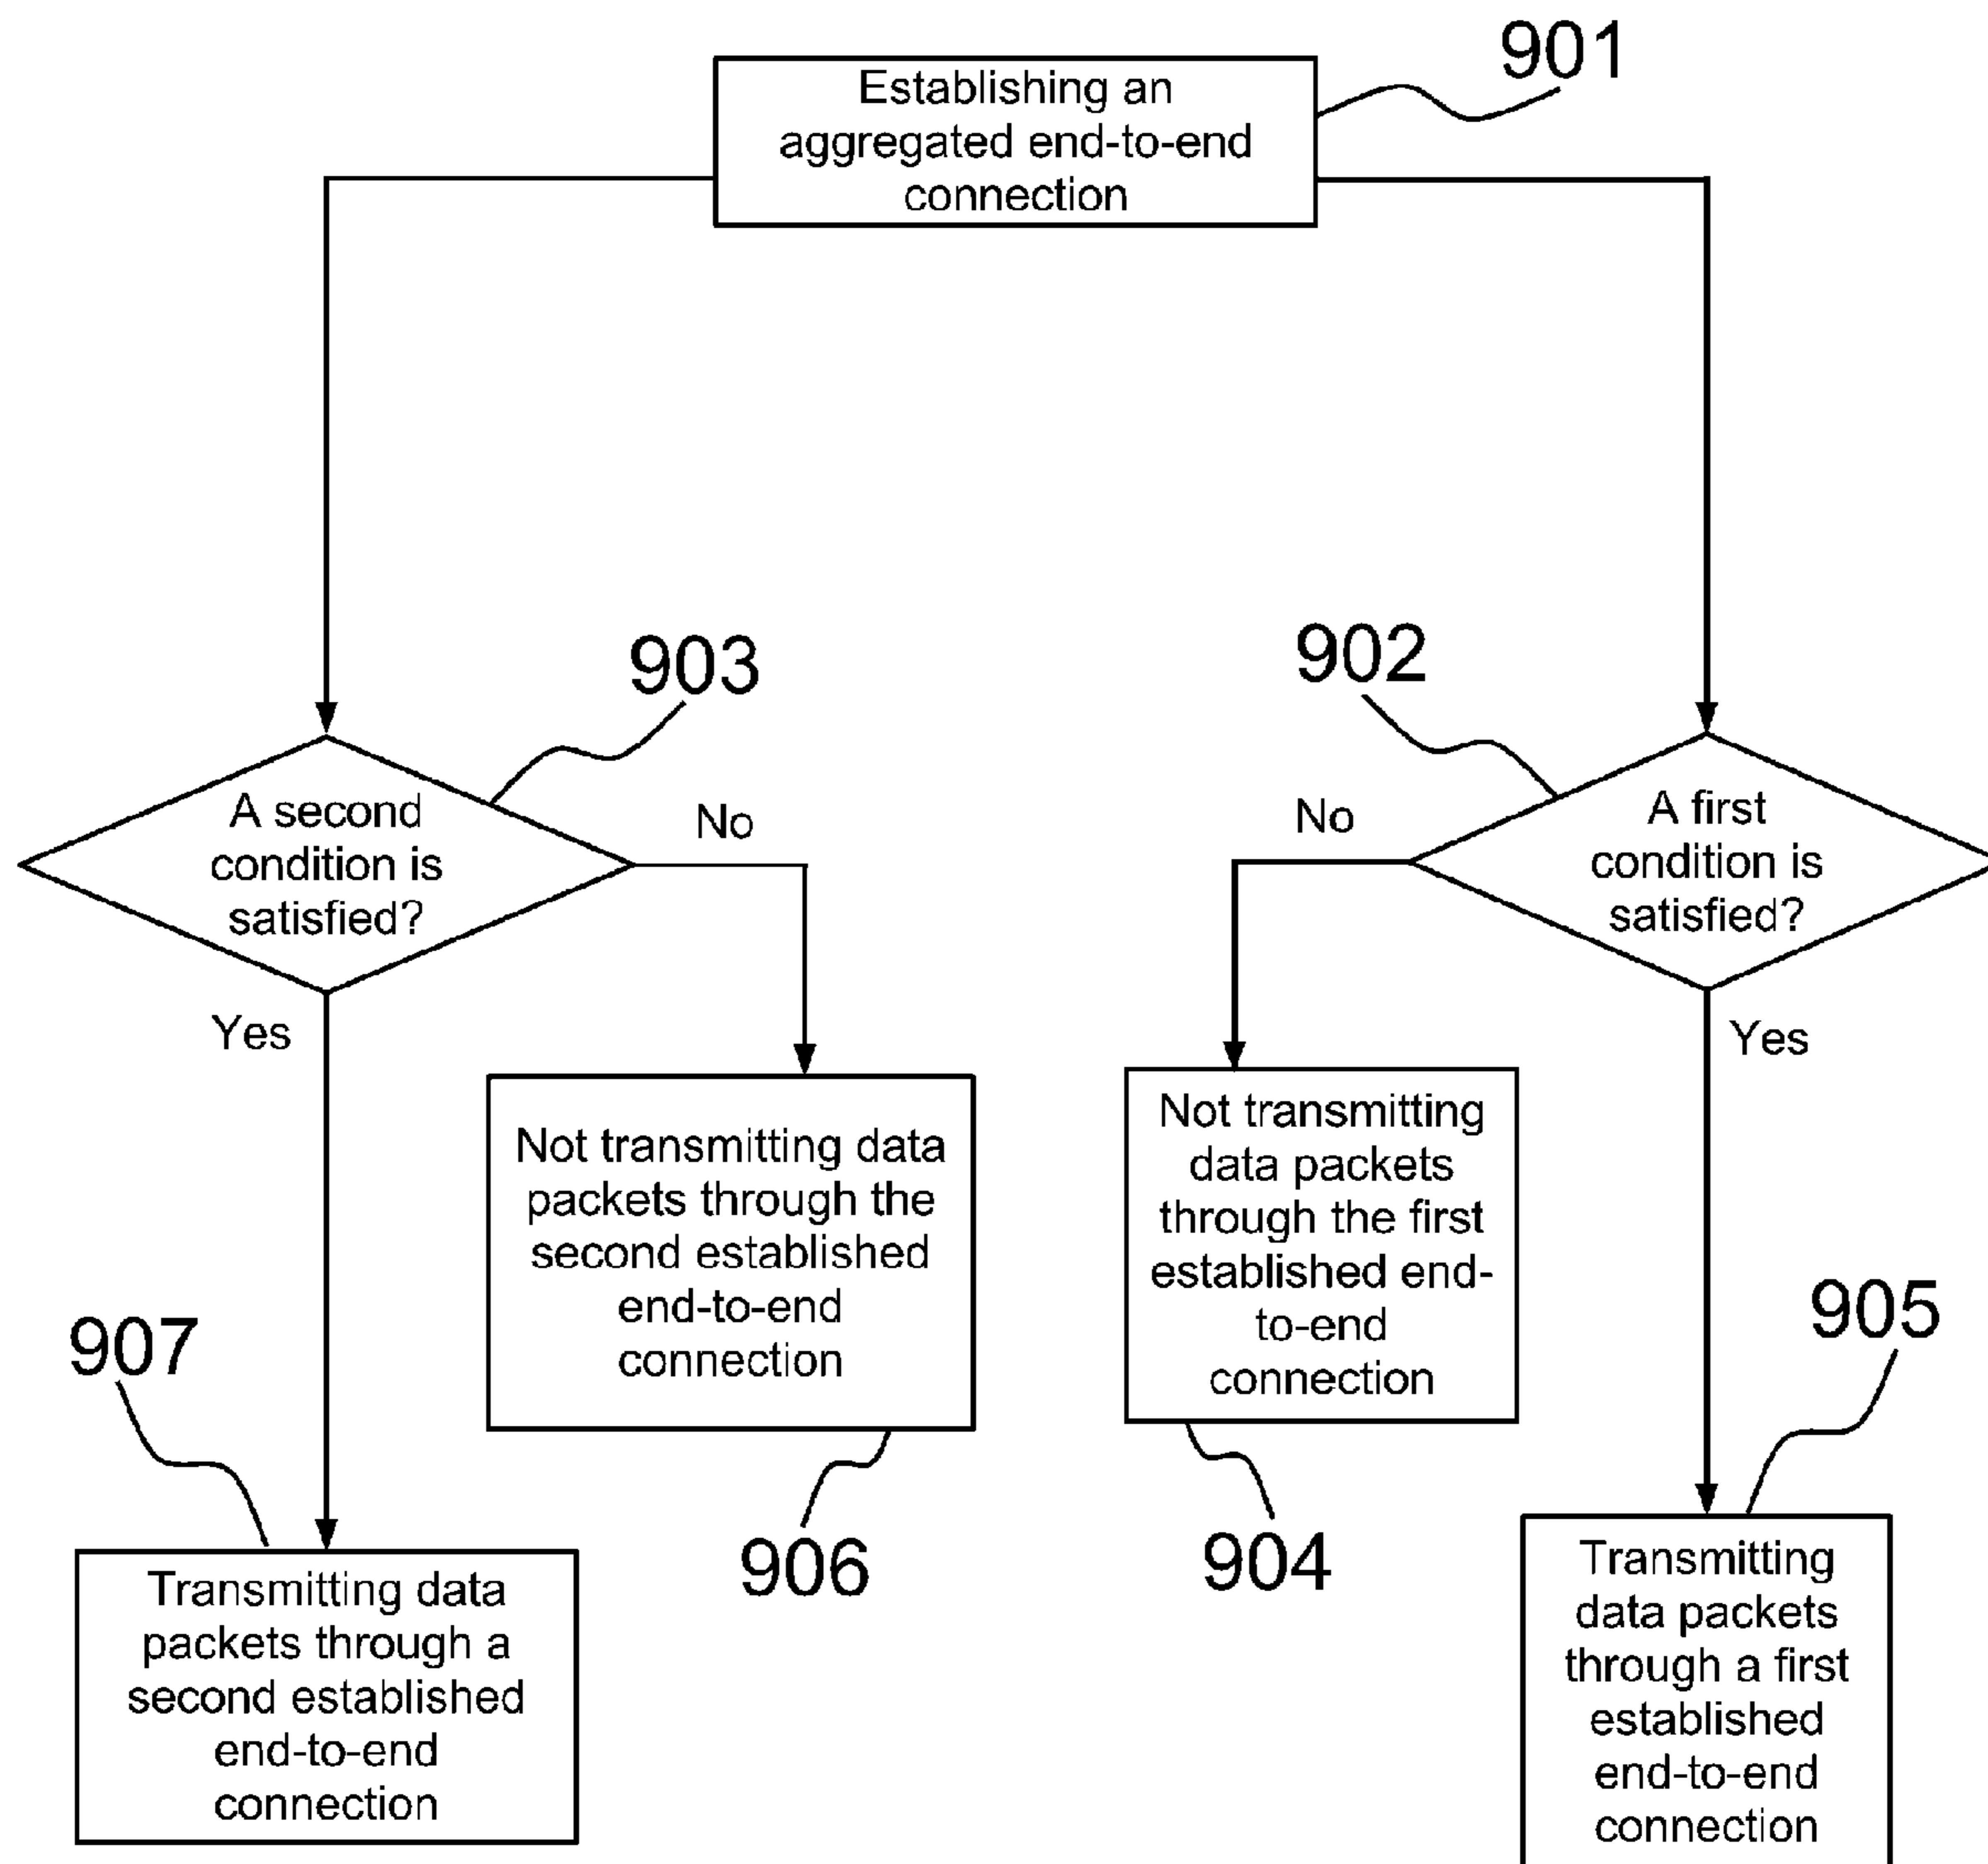 901
Establishing an
aggregated end-to-end
connection
903
902
A second
condition is
satisfied?
No
No
A first
condition is
satisfied?
Yes
Yes
Not transmitting data
packets through the
second established
end-to-end
connection
Not transmitting
data packets
through the first
established end-
to-end
connection
907
905
906
904
Transmitting data
packets through a
second established
end-to-end
connection
Transmitting
data packets
through a first
established
end-to-end
connection